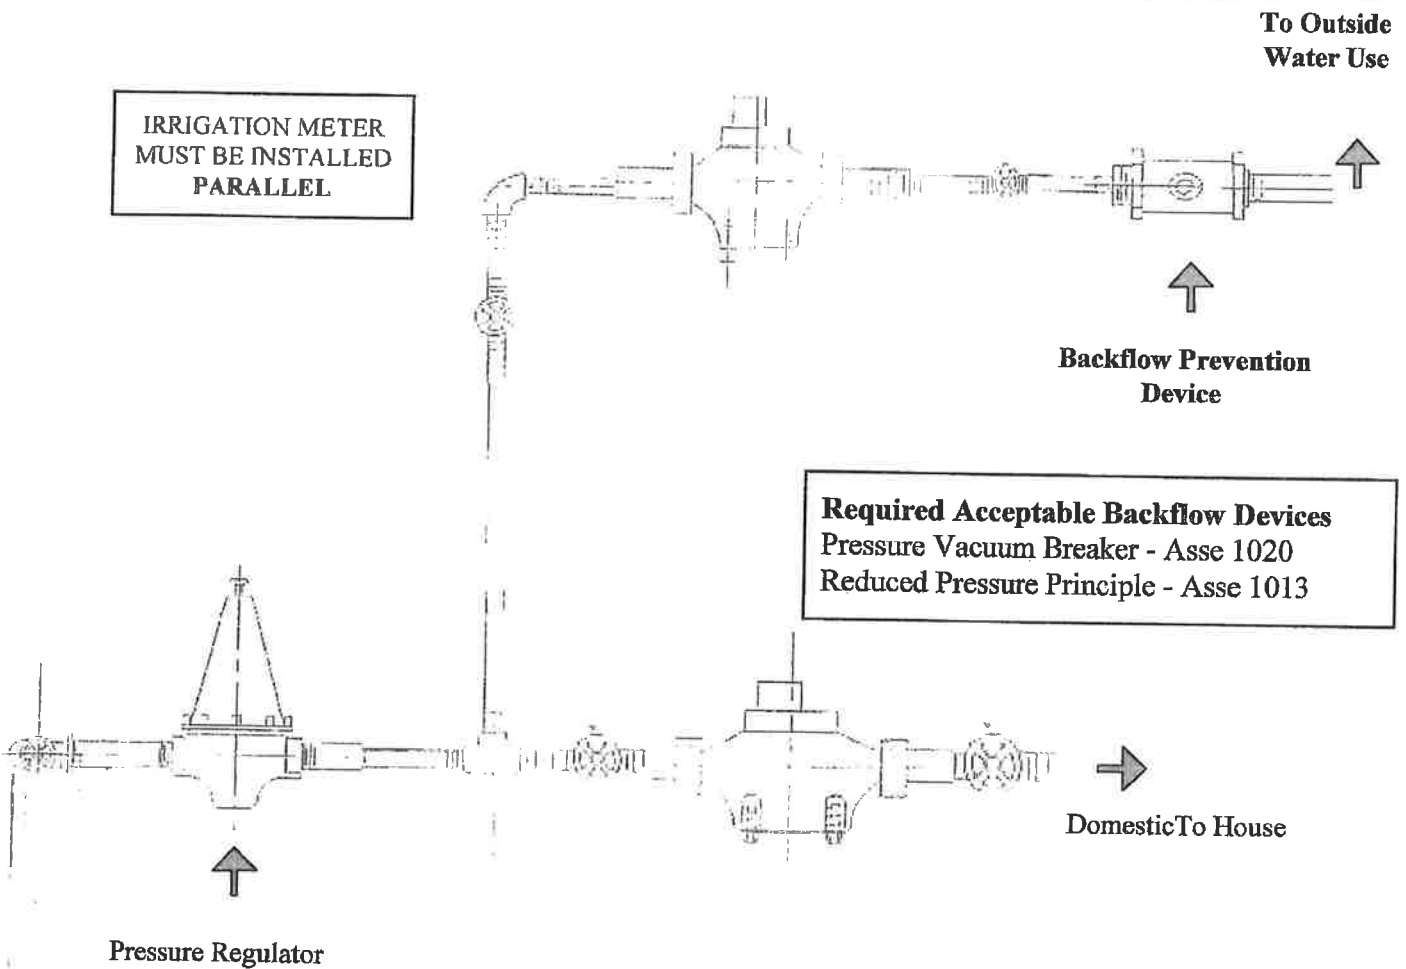 To Outside
Water Use
IRRIGATION METER
MUST BE INSTALLED
PARALLEL
Backflow Prevention
Device
Required Acceptable Backflow Devices
Pressure Vacuum Breaker - Asse 1020
Reduced Pressure Principle - Asse 1013
DomesticTo House
Pressure Regulator